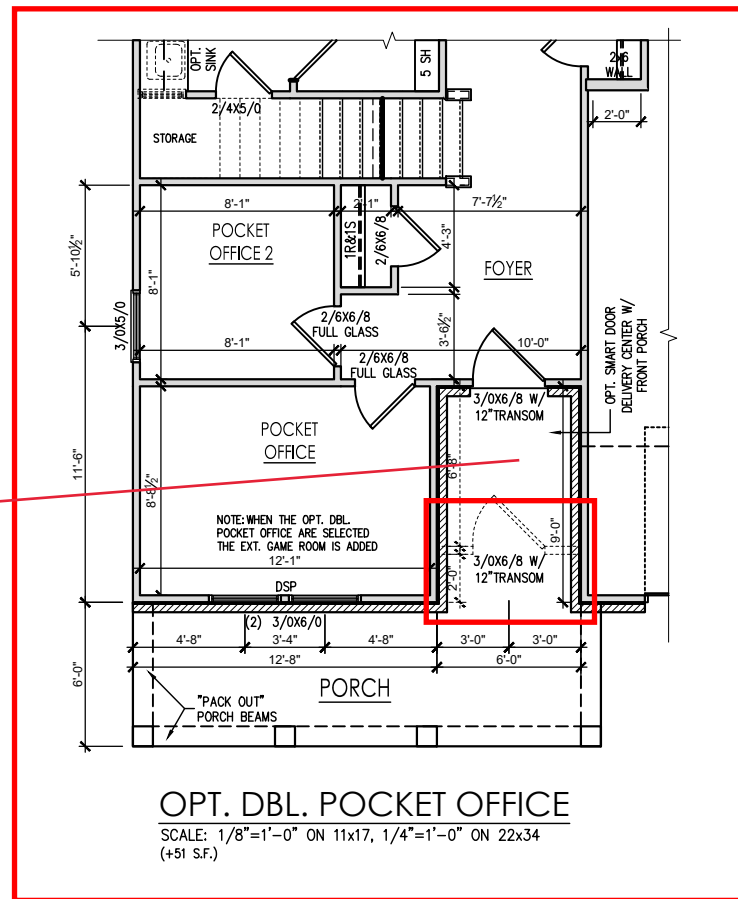 OPT.
SINK
5 SH
2x6
WALL
2/4X5/0
STORAGE
2'-0"
8'-1"
2'-1"
7'-7½"
POCKET
OFFICE 2
1R&1S
2/6X6/8
4'-3"
FOYER
5'-10½"
8'-1"
3/0X5/0
2/6X6/8
FULL GLASS
3'-6½"
8'-1"
10'-0"
2/6X6/8
FULL GLASS
OPT. SMART DOOR
DELIVERY CENTER W/
FRONT PORCH
3/0X6/8 W/
12"TRANSOM
POCKET
OFFICE
6'-8"
11'-6"
8'-8½"
9'-0"
NOTE: WHEN THE OPT. DBL.
POCKET OFFICE ARE SELECTED
THE EXT. GAME ROOM IS ADDED
3/0X6/8 W/
12"TRANSOM
12'-1"
2'-0"
DSP
(2) 3/0X6/0
4'-8"
3'-4"
4'-8"
3'-0"
3'-0"
12'-8"
6'-0"
6'-0"
PORCH
"PACK OUT"
PORCH BEAMS
OPT. DBL. POCKET OFFICE
SCALE: 1/8"=1'-0" ON 11x17, 1/4"=1'-0" ON 22x34
(+51 S.F.)